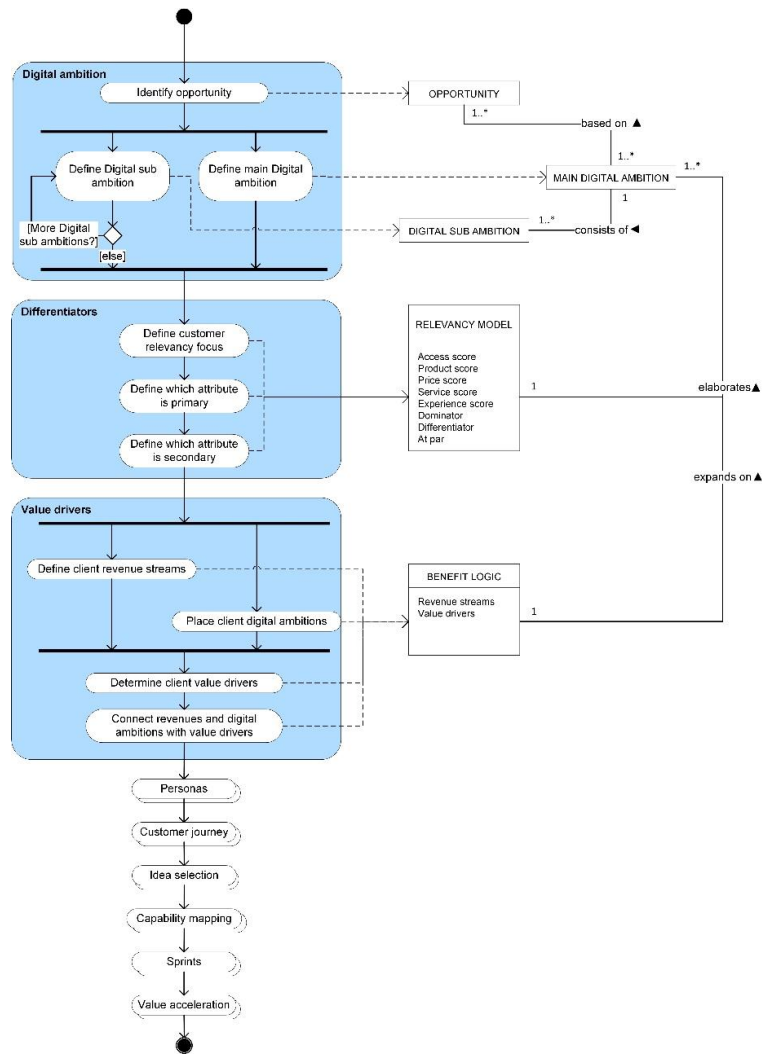 Digital ambition
Identify opportunity
OPPORTUNITY
1..*
based on ▲
1..*
1..*
Define Digital sub
ambition
Define main Digital
ambition
MAIN DIGITAL AMBITION
1
[More Digital
sub ambitions?]
[else]
1..*
DIGITAL SUB AMBITION
consists of ◄
Differentiators
Define customer
relevancy focus
Define which attribute
is primary
Define which attribute
is secondary
RELEVANCY MODEL
Access score
Product score
Price score
Service score
Experience score
Dominator
Differentiator
At par
1
elaborates▲
expands on▲
Value drivers
Define client revenue streams
Place client digital ambitions
BENEFIT LOGIC
Revenue streams
Value drivers
1
Determine client value drivers
Connect revenues and digital
ambitions with value drivers
Personas
Customer journey
Idea selection
Capability mapping
Sprints
Value acceleration